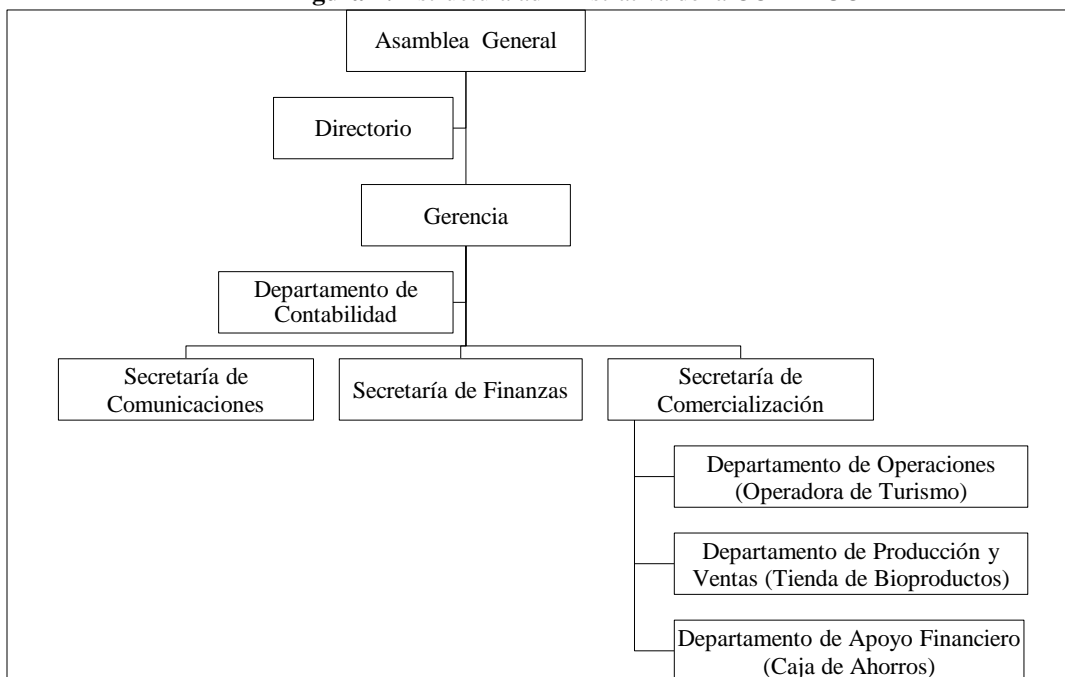 Asamblea General
Directorio
Gerencia
Departamento de
Contabilidad
Secretaría de
Comunicaciones
Secretaría de Finanzas
Secretaría de
Comercialización
Departamento de Operaciones
(Operadora de Turismo)
Departamento de Producción y
Ventas (Tienda de Bioproductos)
Departamento de Apoyo Financiero
(Caja de Ahorros)